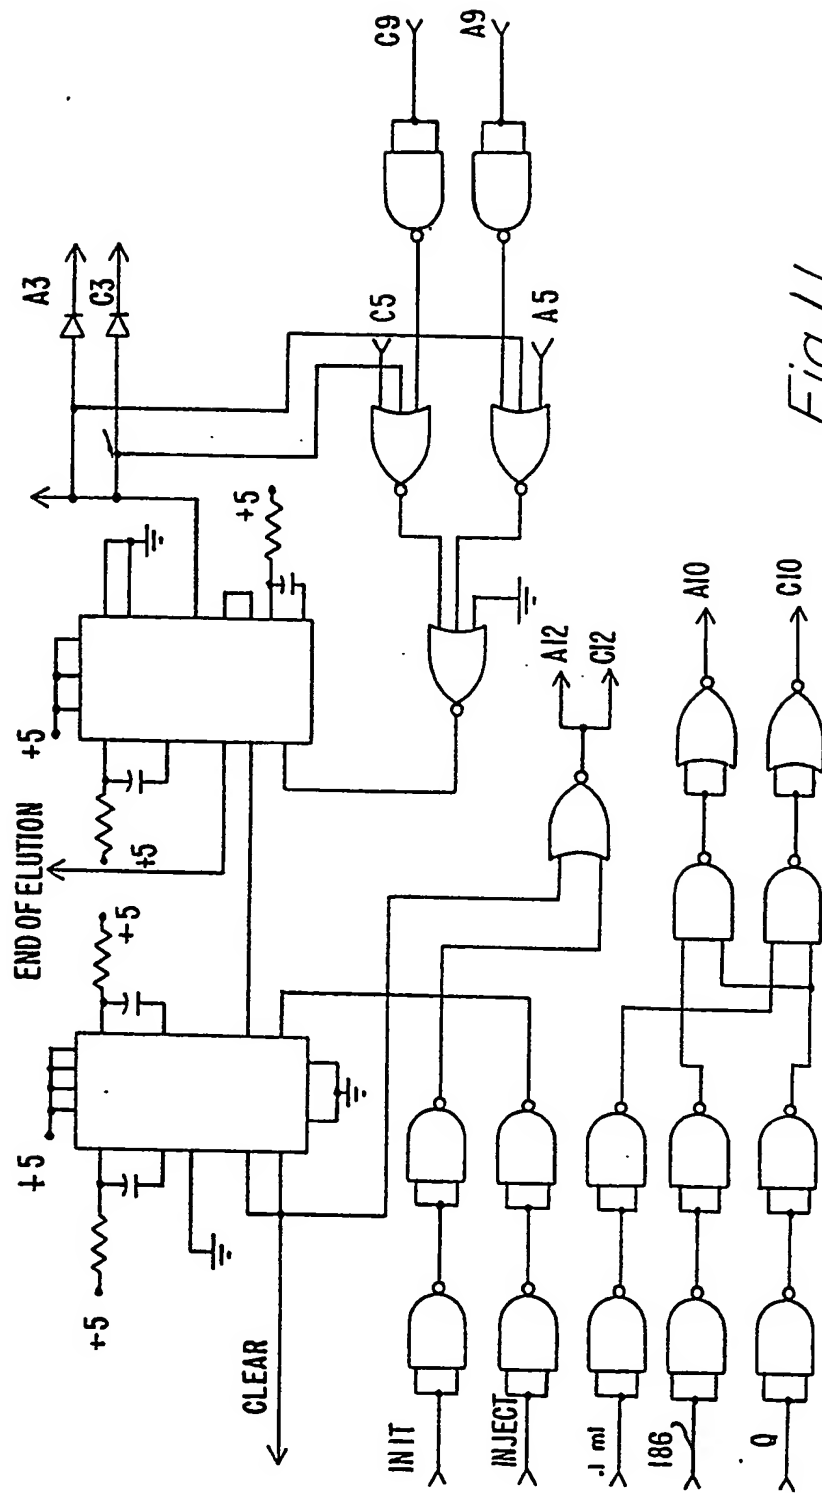 C9
A9
A3
C3
C5
A5
+5
+5
+5
END OF ELUTION
+5
A12
C12
A10
C10
+5
+5
CLEAR
INIT
INJECT
.1 ml
186
Q
Fig. 11